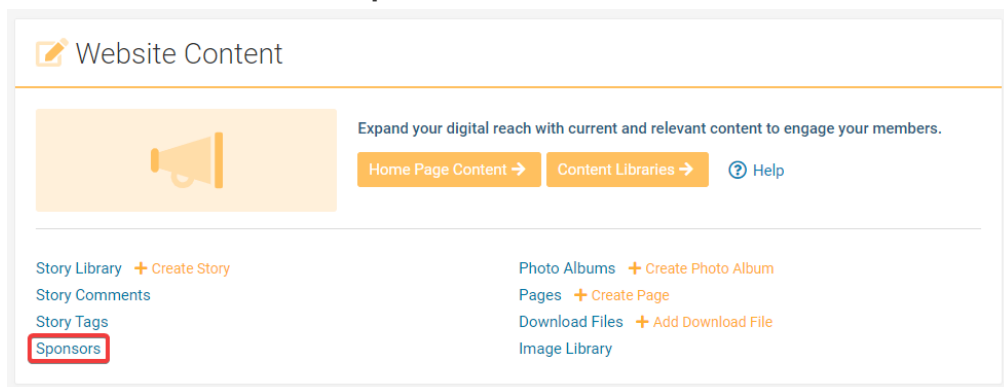 Website Content
Expand your digital reach with current and relevant content to engage your members.
Home Page Content → Content Libraries → ? Help
Story Library + Create Story
Story Comments
Story Tags
Sponsors
Photo Albums + Create Photo Album
Pages + Create Page
Download Files + Add Download File
Image Library